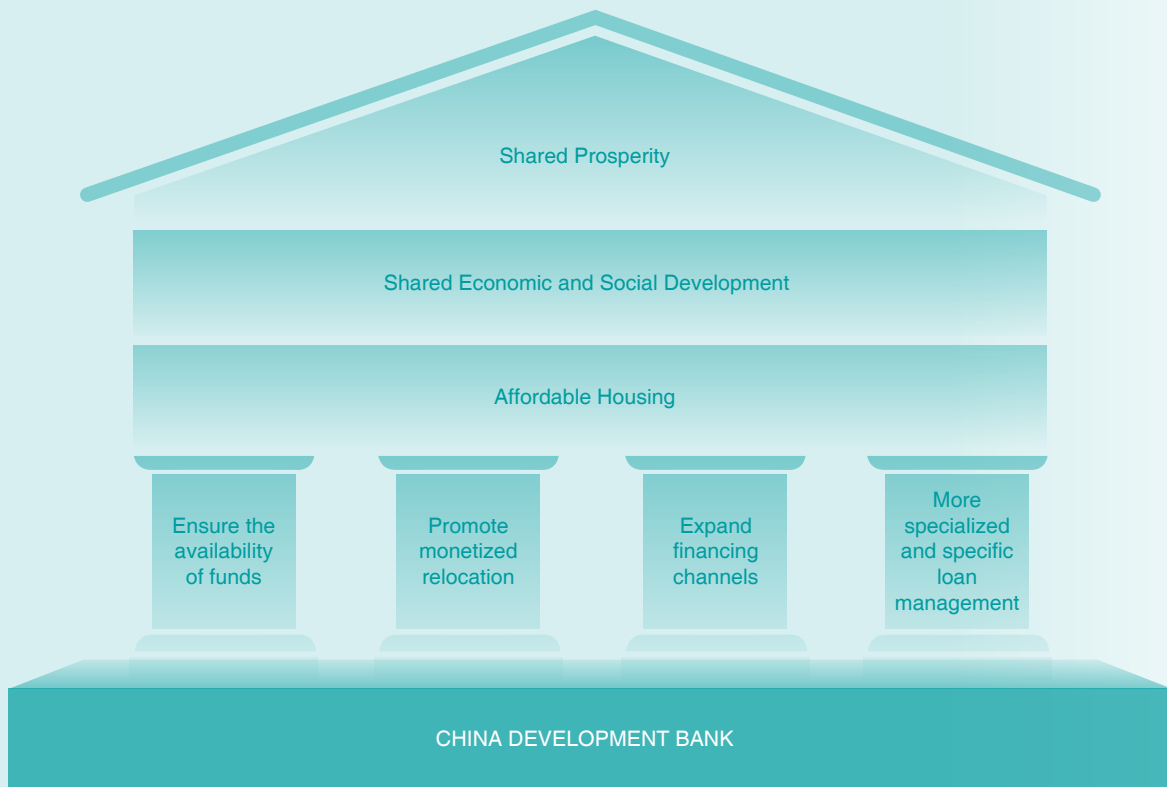 Shared Prosperity
Shared Economic and Social Development
Affordable Housing
Ensure the
availability
of funds
Promote
monetized
relocation
Expand
financing
channels
More
specialized
and specific
loan
management
CHINA DEVELOPMENT BANK